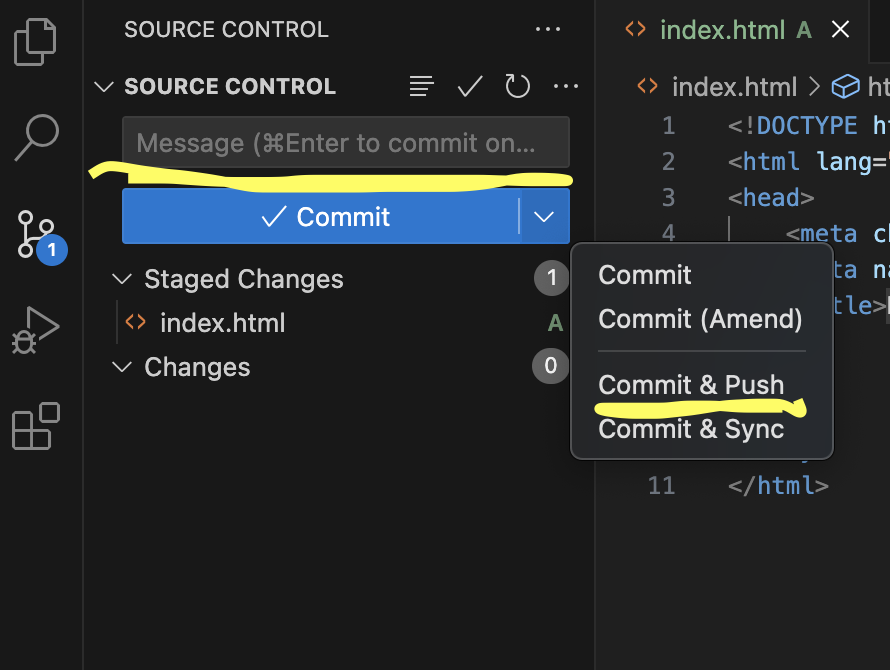 SOURCE CONTROL ...
SOURCE CONTROL ...
Message (⌘Enter to commit on...
Commit
Staged Changes 1
index.html A
Changes 0
1
Commit
Commit (Amend)
Commit & Push
Commit & Sync
index.html A
index.html > ht
1 <!DOCTYPE ht
2 <html lang="
3 <head>
4 <meta ch
ta na
tle>
11 </html>